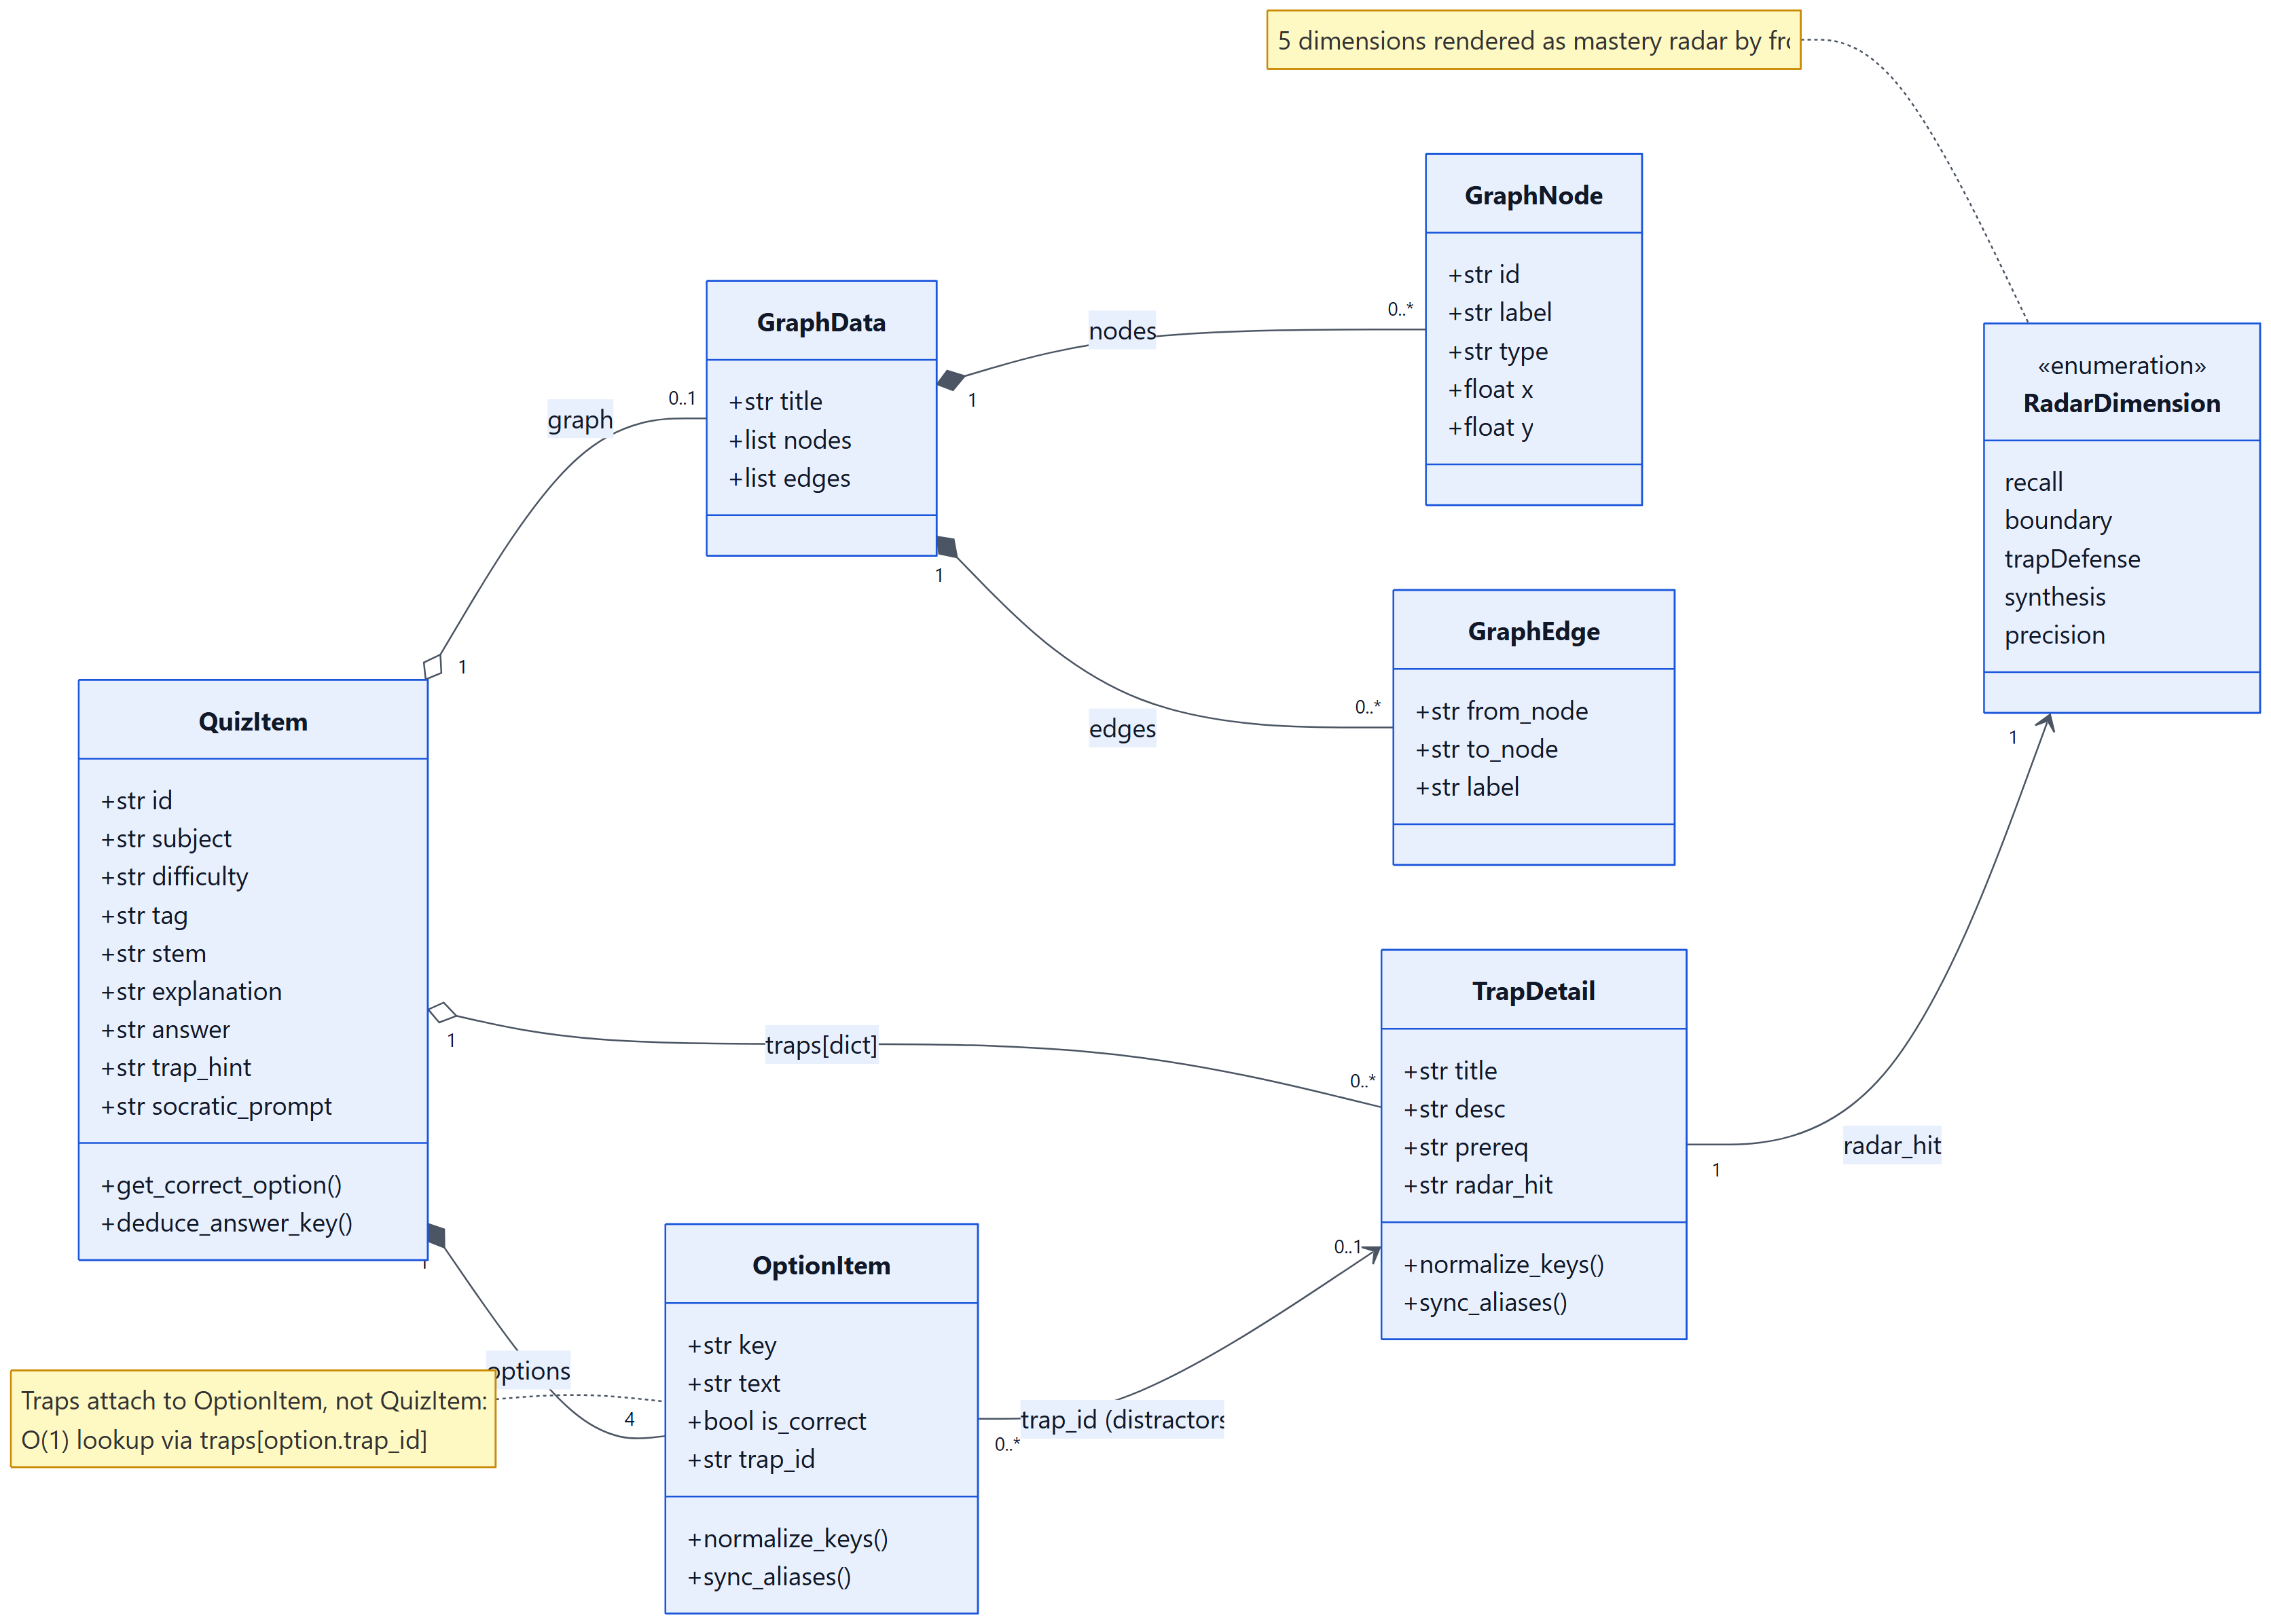 5 dimensions rendered as mastery radar by
GraphNode
+str id
+str label
+str type
+float x
+float y
GraphData
+str title
+list nodes
+list edges
nodes
0..*
1
graph
0..1
1
«enumeration»
RadarDimension
recall
boundary
trapDefense
synthesis
precision
GraphEdge
+str from_node
+str to_node
+str label
edges
0..*
1
QuizItem
+str id
+str subject
+str difficulty
+str tag
+str stem
+str explanation
+str answer
+str trap_hint
+str socratic_prompt
+get_correct_option()
+deduce_answer_key()
traps[dict]
1
0..*
TrapDetail
+str title
+str desc
+str prereq
+str radar_hit
+normalize_keys()
+sync_aliases()
radar_hit
1
1
OptionItem
+str key
+str text
+bool is_correct
+str trap_id
+normalize_keys()
+sync_aliases()
options
4
Traps attach to OptionItem, not QuizItem:
O(1) lookup via traps[option.trap_id]
trap_id (distractors
0..*
0..1